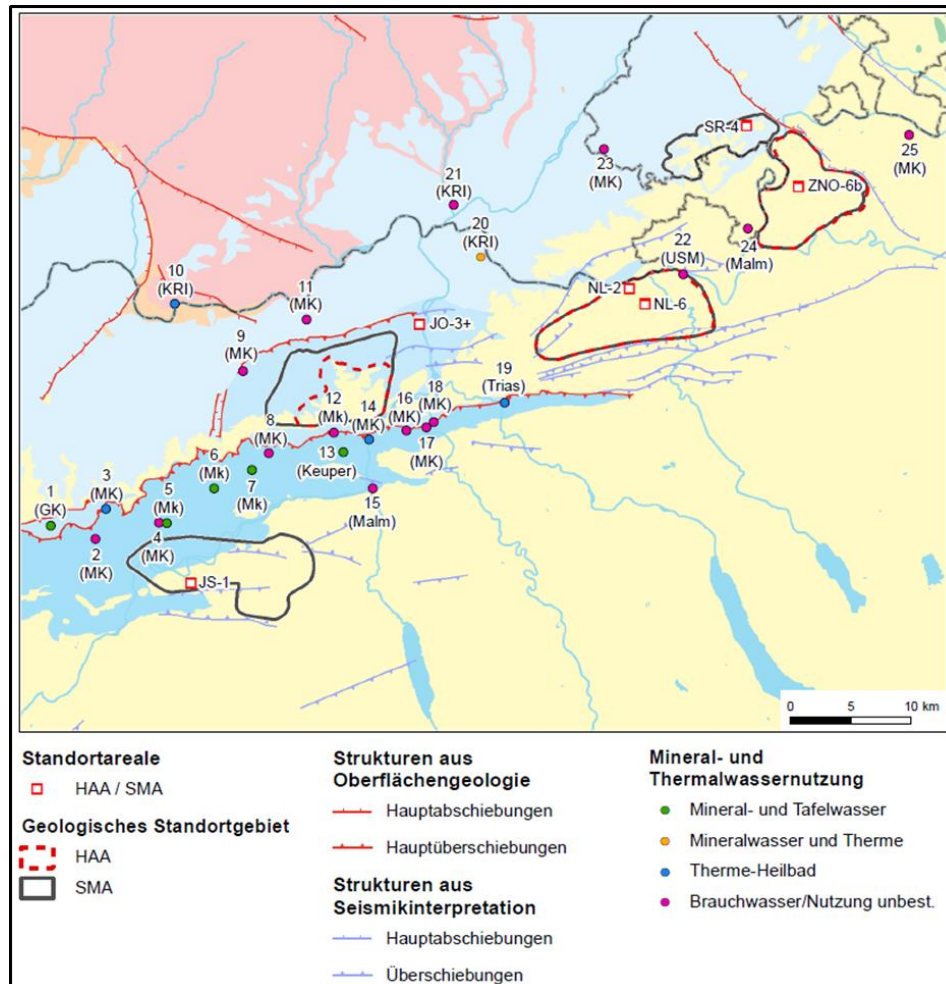 SR-4
25
(MK)
23
(MK)
ZNO-6b
21
(KRI)
20
(KRI)
24
(Malm)
22
(USM)
10
(KRI)
11
(MK)
NL-2
NL-6
JO-3+
9
(MK)
19
(Trias)
18
(MK)
16
(MK)
12
(Mk)
14
(MK)
17
(MK)
8
(MK)
13
(Keuper)
6
(Mk)
7
(Mk)
3
(MK)
1
(GK)
5
(Mk)
4
(MK)
2
(MK)
15
(Malm)
JS-1
0 5 10 km
Standortareale
HAA / SMA
Geologisches Standortgebiet
HAA
SMA
Strukturen aus
Oberflächengeologie
Hauptabschiebungen
Hauptüberschiebungen
Strukturen aus
Seismikinterpretation
Hauptabschiebungen
Überschiebungen
Mineral- und
Thermalwassernutzung
Mineral- und Tafelwasser
Mineralwasser und Therme
Therme-Heilbad
Brauchwasser/Nutzung unbest.